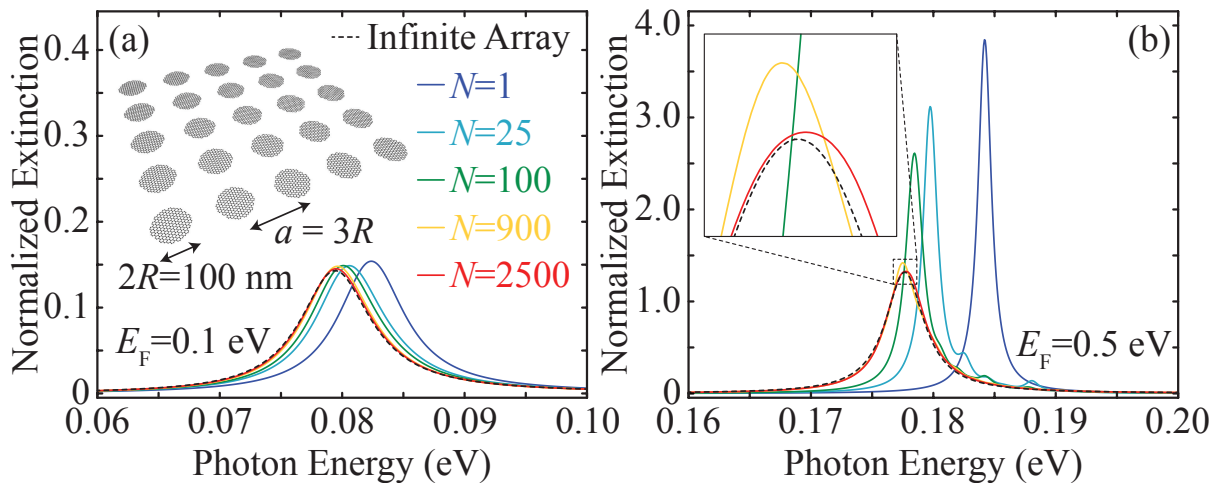 (a)
--- Infinite Array
N=1
N=25
N=100
N=900
N=2500
a = 3R
2R=100 nm
E_F=0.1 eV
Normalized Extinction
0.4
0.3
0.2
0.1
0
0.06 0.07 0.08 0.09 0.10
Photon Energy (eV)
(b)
E_F=0.5 eV
Normalized Extinction
4.0
3.0
2.0
1.0
0
0.16 0.17 0.18 0.19 0.20
Photon Energy (eV)